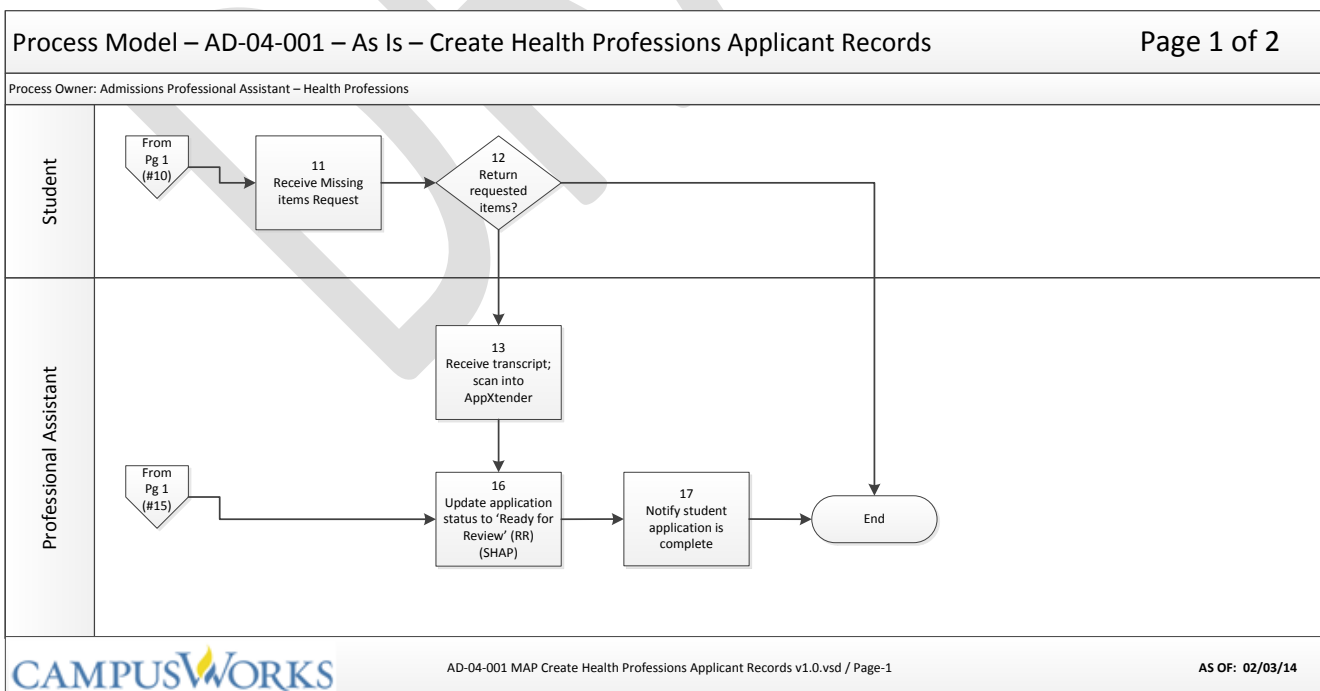 Process Model – AD-04-001 – As Is – Create Health Professions Applicant Records
Page 1 of 2
Process Owner: Admissions Professional Assistant – Health Professions
Student
From
Pg 1
(#10)
11
Receive Missing
items Request
12
Return
requested
items?
Professional Assistant
13
Receive transcript;
scan into
AppXtender
From
Pg 1
(#15)
16
Update application
status to ‘Ready for
Review’ (RR)
(SHAP)
17
Notify student
application is
complete
End
CAMPUSWORKS
AD-04-001 MAP Create Health Professions Applicant Records v1.0.vsd / Page-1
AS OF: 02/03/14